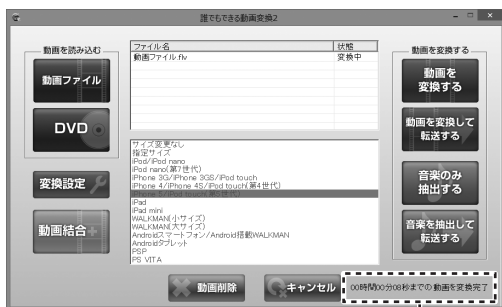 誰でもできる動画変換2
動画を読み込む
動画ファイル
DVD
変換設定
動画結合
ファイル名
状態
動画ファイル.flv
変換中
サイズ変更なし
指定サイズ
iPod/iPod nano
iPod nano(第7世代)
iPhone 3G/iPhone 3GS/iPod touch
iPhone 4/iPhone 4S/iPod touch(第4世代)
iPhone 5/iPod touch(第5世代)
iPad
iPad mini
WALKMAN(小サイズ)
WALKMAN(大サイズ)
Androidスマートフォン/Android搭載WALKMAN
Androidタブレット
PSP
PS VITA
動画を変換する
動画を
変換する
動画を変換して
転送する
音楽のみ
抽出する
音楽を抽出して
転送する
動画削除
キャンセル
00時間00分08秒までの 動画を変換完了